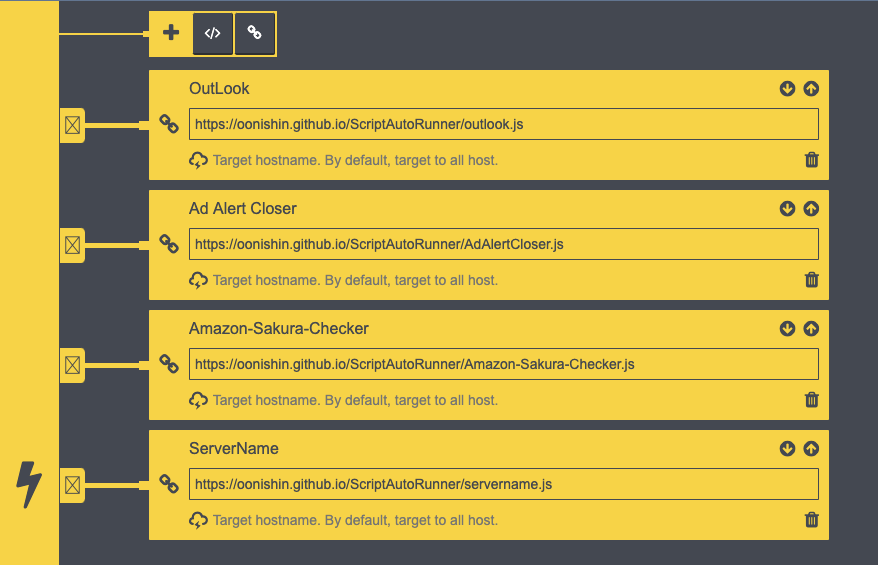 OutLook
https://oonishin.github.io/ScriptAutoRunner/outlook.js
Target hostname. By default, target to all host.
Ad Alert Closer
https://oonishin.github.io/ScriptAutoRunner/AdAlertCloser.js
Target hostname. By default, target to all host.
Amazon-Sakura-Checker
https://oonishin.github.io/ScriptAutoRunner/Amazon-Sakura-Checker.js
Target hostname. By default, target to all host.
ServerName
https://oonishin.github.io/ScriptAutoRunner/servername.js
Target hostname. By default, target to all host.